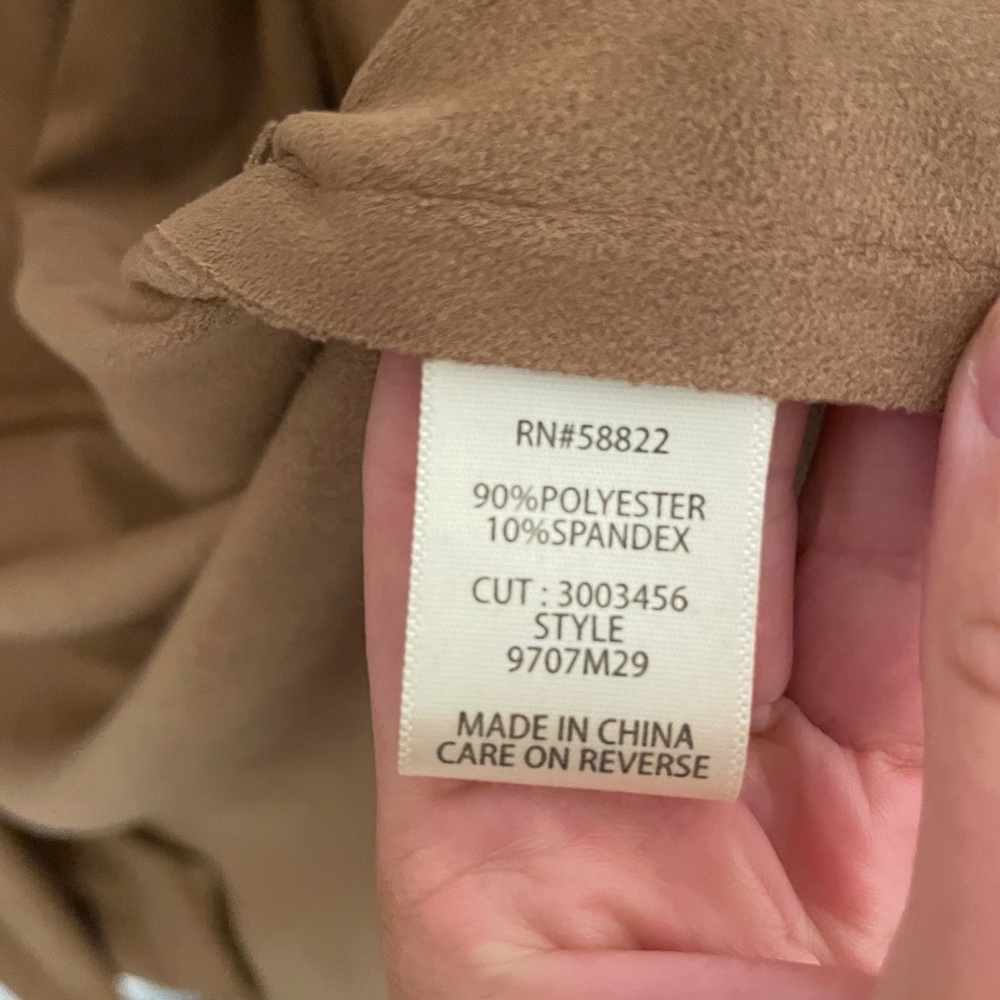 RN#58822
90%POLYESTER
10%SPANDEX
CUT : 3003456
STYLE
9707M29
MADE IN CHINA
CARE ON REVERSE